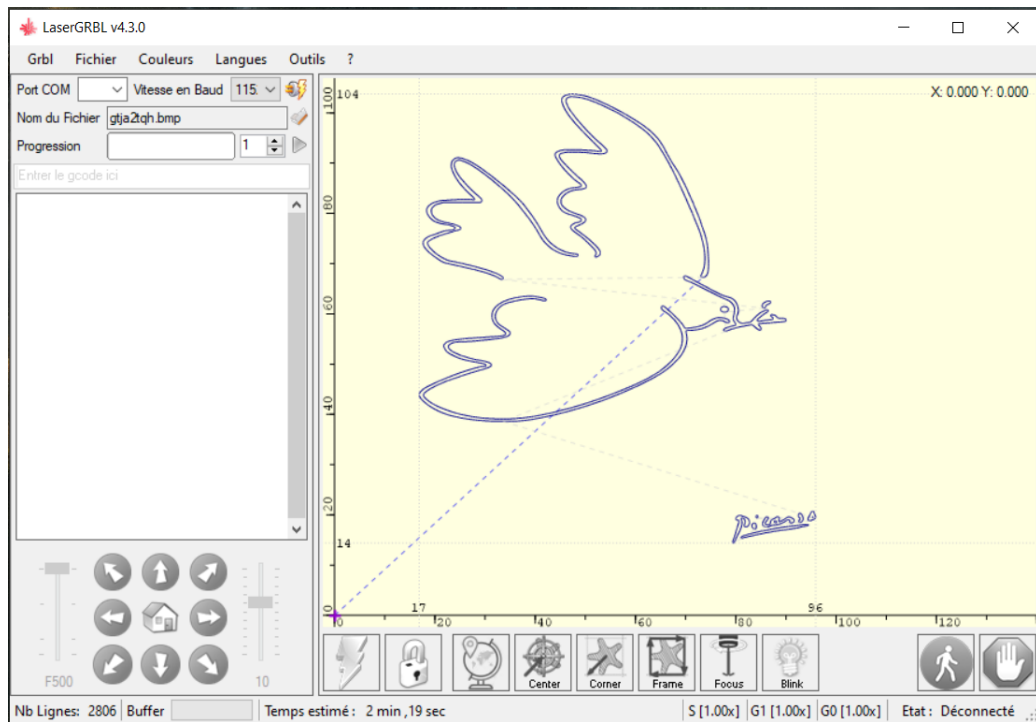 LaserGRBL v4.3.0
Grbl Fichier Couleurs Langues Outils ?
Port COM Vitesse en Baud 115
Nom du Fichier gtja2tqh.bmp
Progression 1
Entrer le gcode ici
F500 10
X: 0.000 Y: 0.000
104
100
80
60
40
20
0
14
17 96
0 20 40 60 80 100 120
Picasso
Center Corner Frame Focus Blink
Nb Lignes: 2806 Buffer Temps estimé : 2 min ,19 sec S [1.00x] G1 [1.00x] G0 [1.00x] Etat : Déconnecté